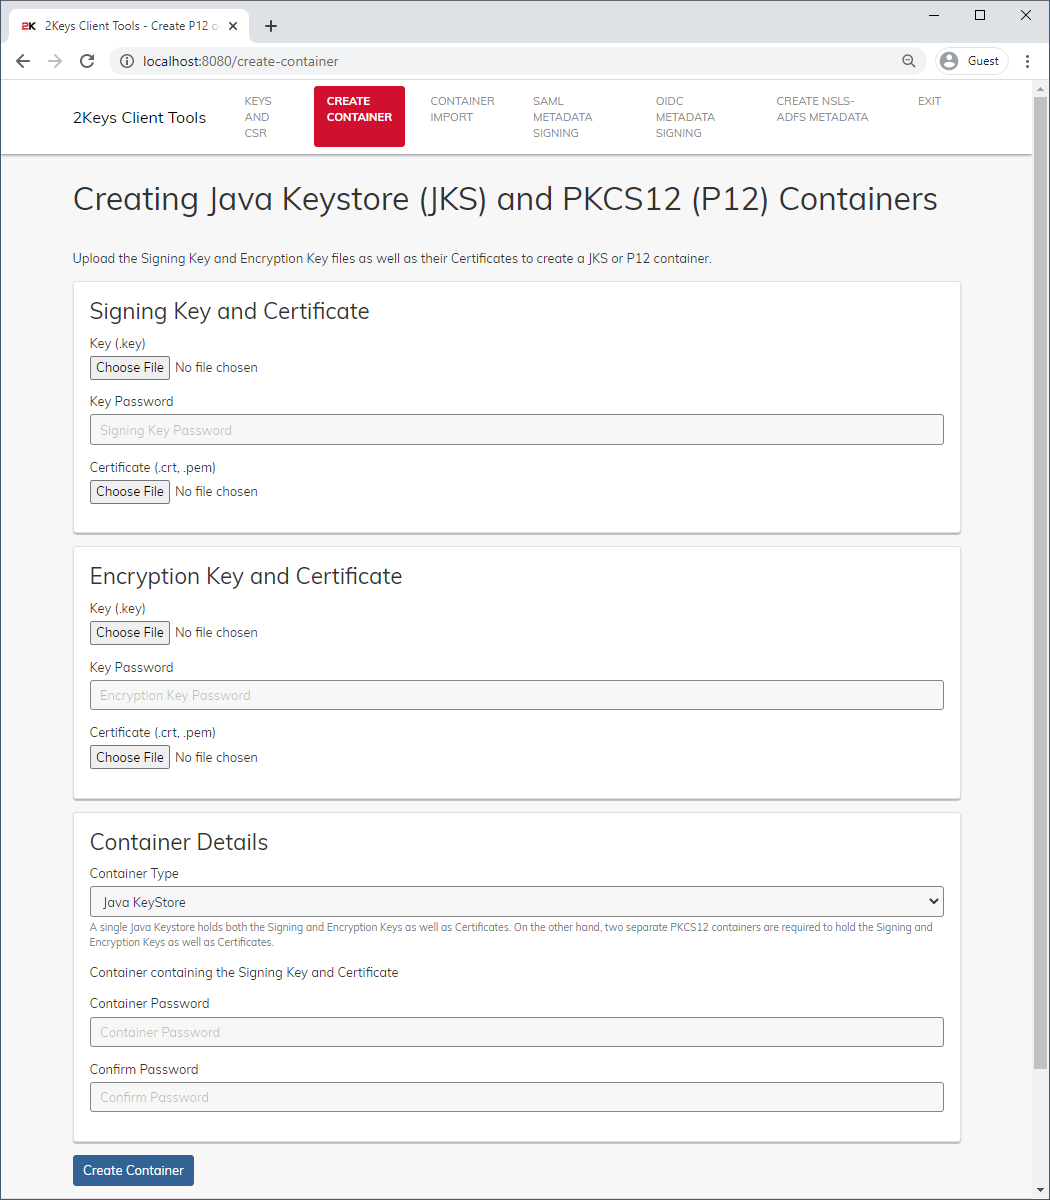 2K 2Keys Client Tools - Create P12 o
localhost:8080/create-container
Guest
2Keys Client Tools
KEYS
AND
CSR
CREATE
CONTAINER
CONTAINER
IMPORT
SAML
METADATA
SIGNING
OIDC
METADATA
SIGNING
CREATE NSLS-
ADFS METADATA
EXIT
Creating Java Keystore (JKS) and PKCS12 (P12) Containers
Upload the Signing Key and Encryption Key files as well as their Certificates to create a JKS or P12 container.
Signing Key and Certificate
Key (.key)
Choose File No file chosen
Key Password
Signing Key Password
Certificate (.crt, .pem)
Choose File No file chosen
Encryption Key and Certificate
Key (.key)
Choose File No file chosen
Key Password
Encryption Key Password
Certificate (.crt, .pem)
Choose File No file chosen
Container Details
Container Type
Java KeyStore
A single Java Keystore holds both the Signing and Encryption Keys as well as Certificates. On the other hand, two separate PKCS12 containers are required to hold the Signing and
Encryption Keys as well as Certificates.
Container containing the Signing Key and Certificate
Container Password
Container Password
Confirm Password
Confirm Password
Create Container